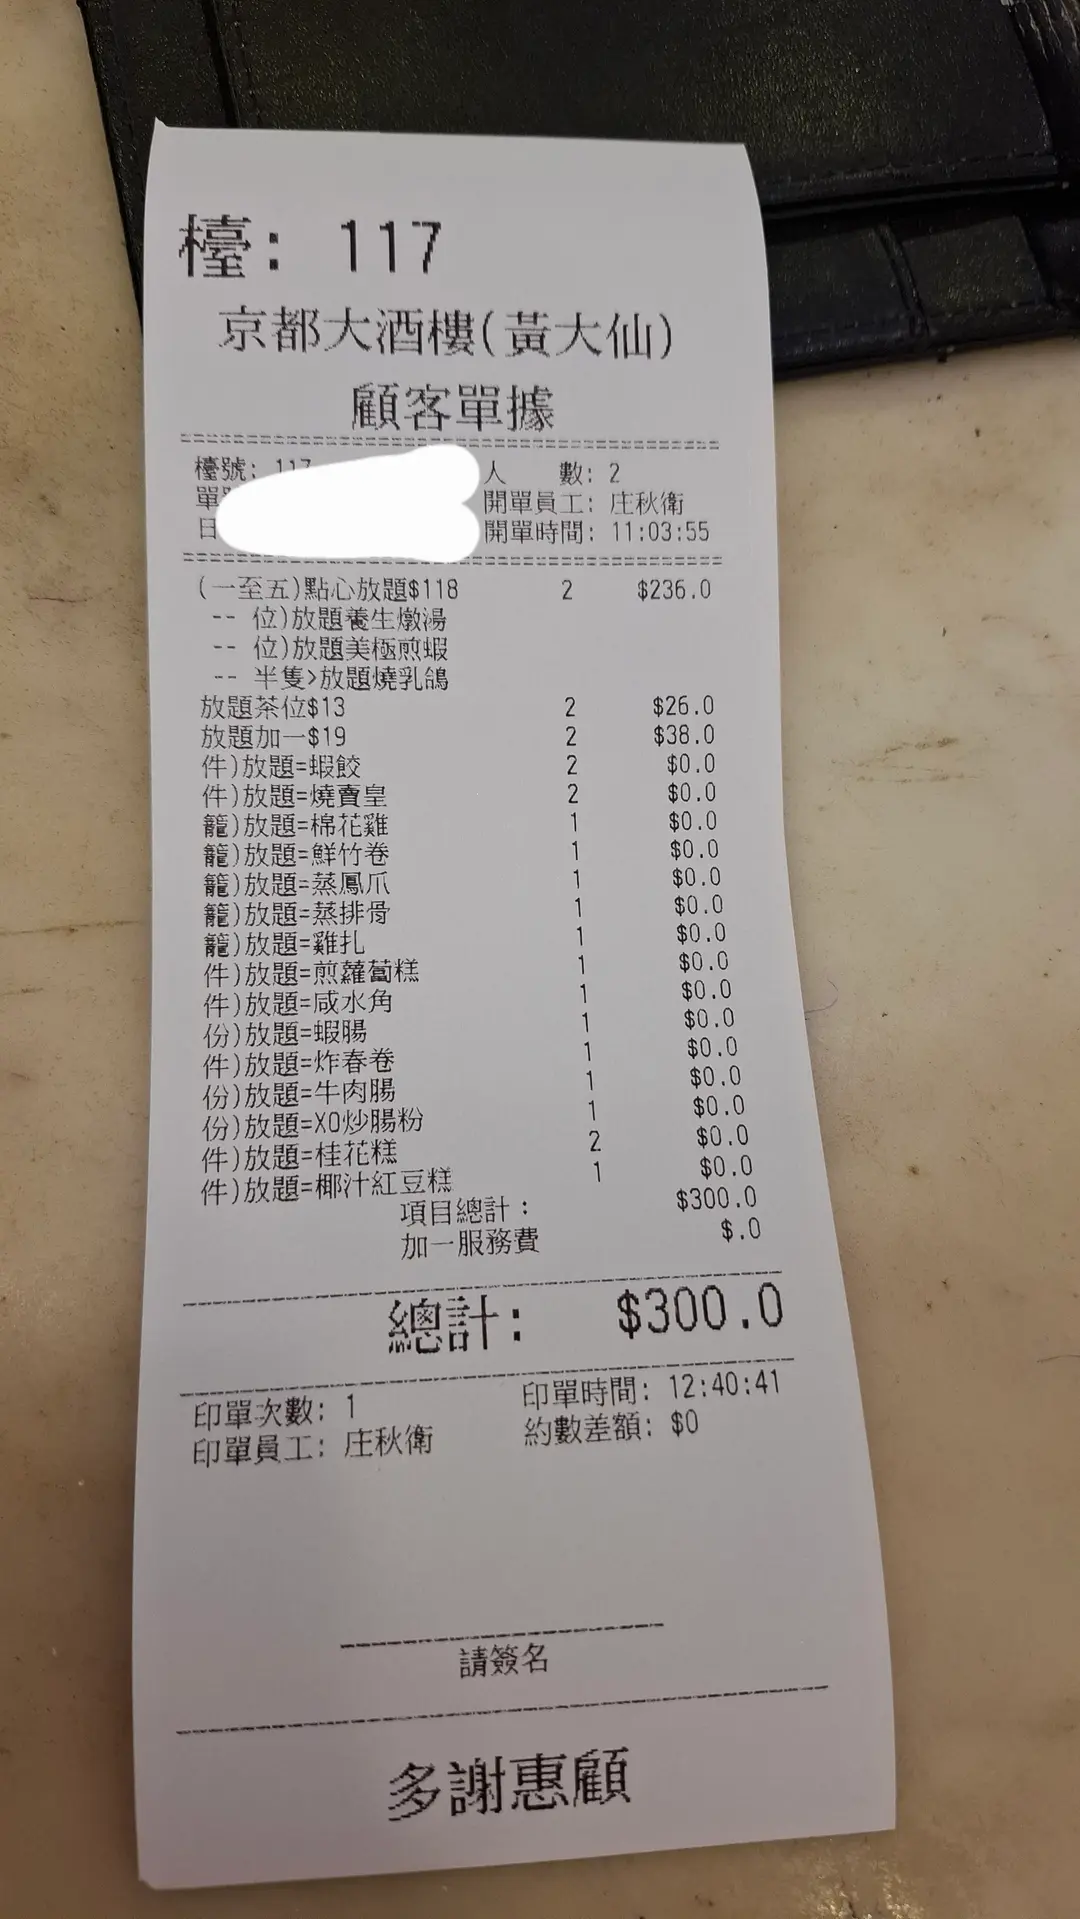 檯: 117
京都大酒樓(黃大仙)
顧客單據
檯號: 117 人 數: 2
單 開單員工: 庄秋衛
日 開單時間: 11:03:55
(一至五)點心放題$118 2 $236.0
-- 位)放題養生燉湯
-- 位)放題美極煎蝦
-- 半隻>放題燒乳鴿
放題茶位$13 2 $26.0
放題加一$19 2 $38.0
件)放題=蝦餃 2 $0.0
件)放題=燒賣皇 2 $0.0
籠)放題=棉花雞 1 $0.0
籠)放題=鮮竹卷 1 $0.0
籠)放題=蒸鳳爪 1 $0.0
籠)放題=蒸排骨 1 $0.0
籠)放題=雞扎 1 $0.0
件)放題=煎蘿蔔糕 1 $0.0
件)放題=咸水角 1 $0.0
份)放題=蝦腸 1 $0.0
件)放題=炸春卷 1 $0.0
份)放題=牛肉腸 1 $0.0
份)放題=XO炒腸粉 1 $0.0
件)放題=桂花糕 2 $0.0
件)放題=椰汁紅豆糕 1 $0.0
項目總計: $300.0
加一服務費 $.0
總計: $300.0
印單次數: 1 印單時間: 12:40:41
印單員工: 庄秋衛 約數差額: $0
請簽名
多謝惠顧